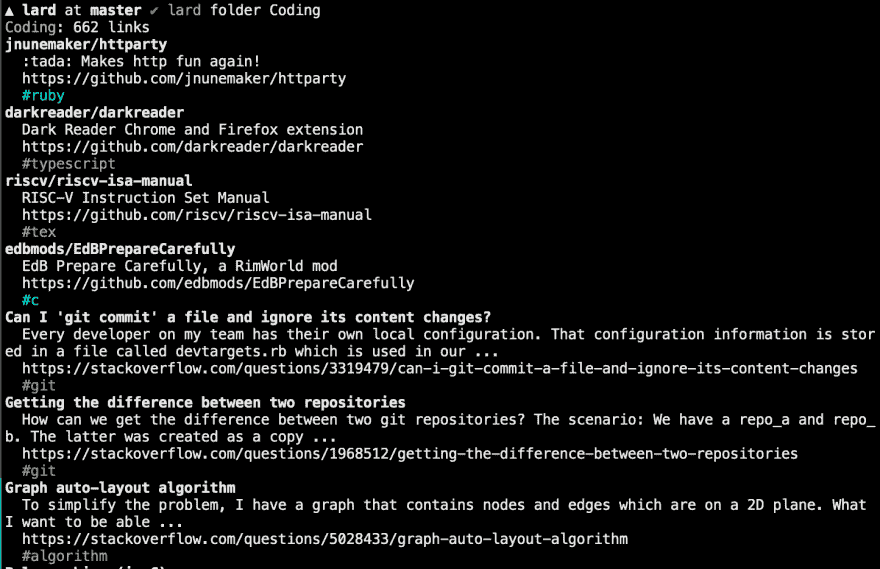 ▲ lard at master ✔ lard folder Coding
Coding: 662 links
jnunemaker/httparty
:tada: Makes http fun again!
https://github.com/jnunemaker/httparty
#ruby
darkreader/darkreader
Dark Reader Chrome and Firefox extension
https://github.com/darkreader/darkreader
#typescript
riscv/riscv-isa-manual
RISC-V Instruction Set Manual
https://github.com/riscv/riscv-isa-manual
#tex
edbmods/EdBPrepareCarefully
EdB Prepare Carefully, a RimWorld mod
https://github.com/edbmods/EdBPrepareCarefully
#c
Can I 'git commit' a file and ignore its content changes?
Every developer on my team has their own local configuration. That configuration information is stor
ed in a file called devtargets.rb which is used in our ...
https://stackoverflow.com/questions/3319479/can-i-git-commit-a-file-and-ignore-its-content-changes
#git
Getting the difference between two repositories
How can we get the difference between two git repositories? The scenario: We have a repo_a and repo_
b. The latter was created as a copy ...
https://stackoverflow.com/questions/1968512/getting-the-difference-between-two-repositories
#git
Graph auto-layout algorithm
To simplify the problem, I have a graph that contains nodes and edges which are on a 2D plane. What
I want to be able ...
https://stackoverflow.com/questions/5028433/graph-auto-layout-algorithm
#algorithm